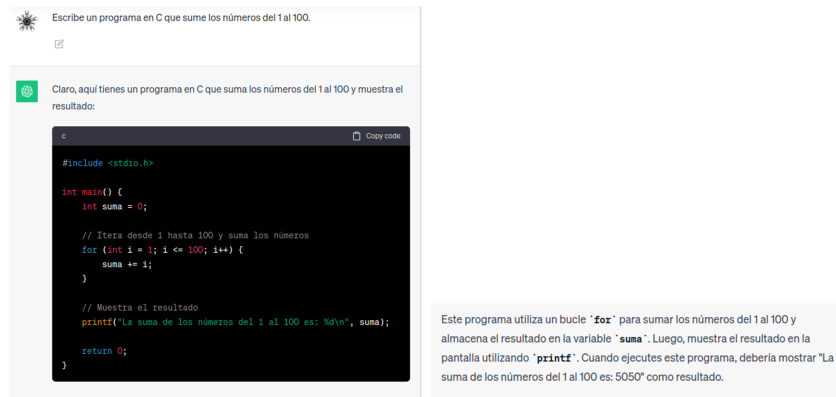 Escribe un programa en C que sume los números del 1 al 100.
Claro, aquí tienes un programa en C que suma los números del 1 al 100 y muestra el
resultado:
c
Copy code
#include <stdio.h>
int main() {
    int suma = 0;
    // Itera desde 1 hasta 100 y suma los números
    for (int i = 1; i <= 100; i++) {
        suma += i;
    }
    // Muestra el resultado
    printf("La suma de los números del 1 al 100 es: %d\n", suma);
    return 0;
}
Este programa utiliza un bucle `for` para sumar los números del 1 al 100 y
almacena el resultado en la variable `suma`. Luego, muestra el resultado en la
pantalla utilizando `printf`. Cuando ejecutes este programa, debería mostrar "La
suma de los números del 1 al 100 es: 5050" como resultado.